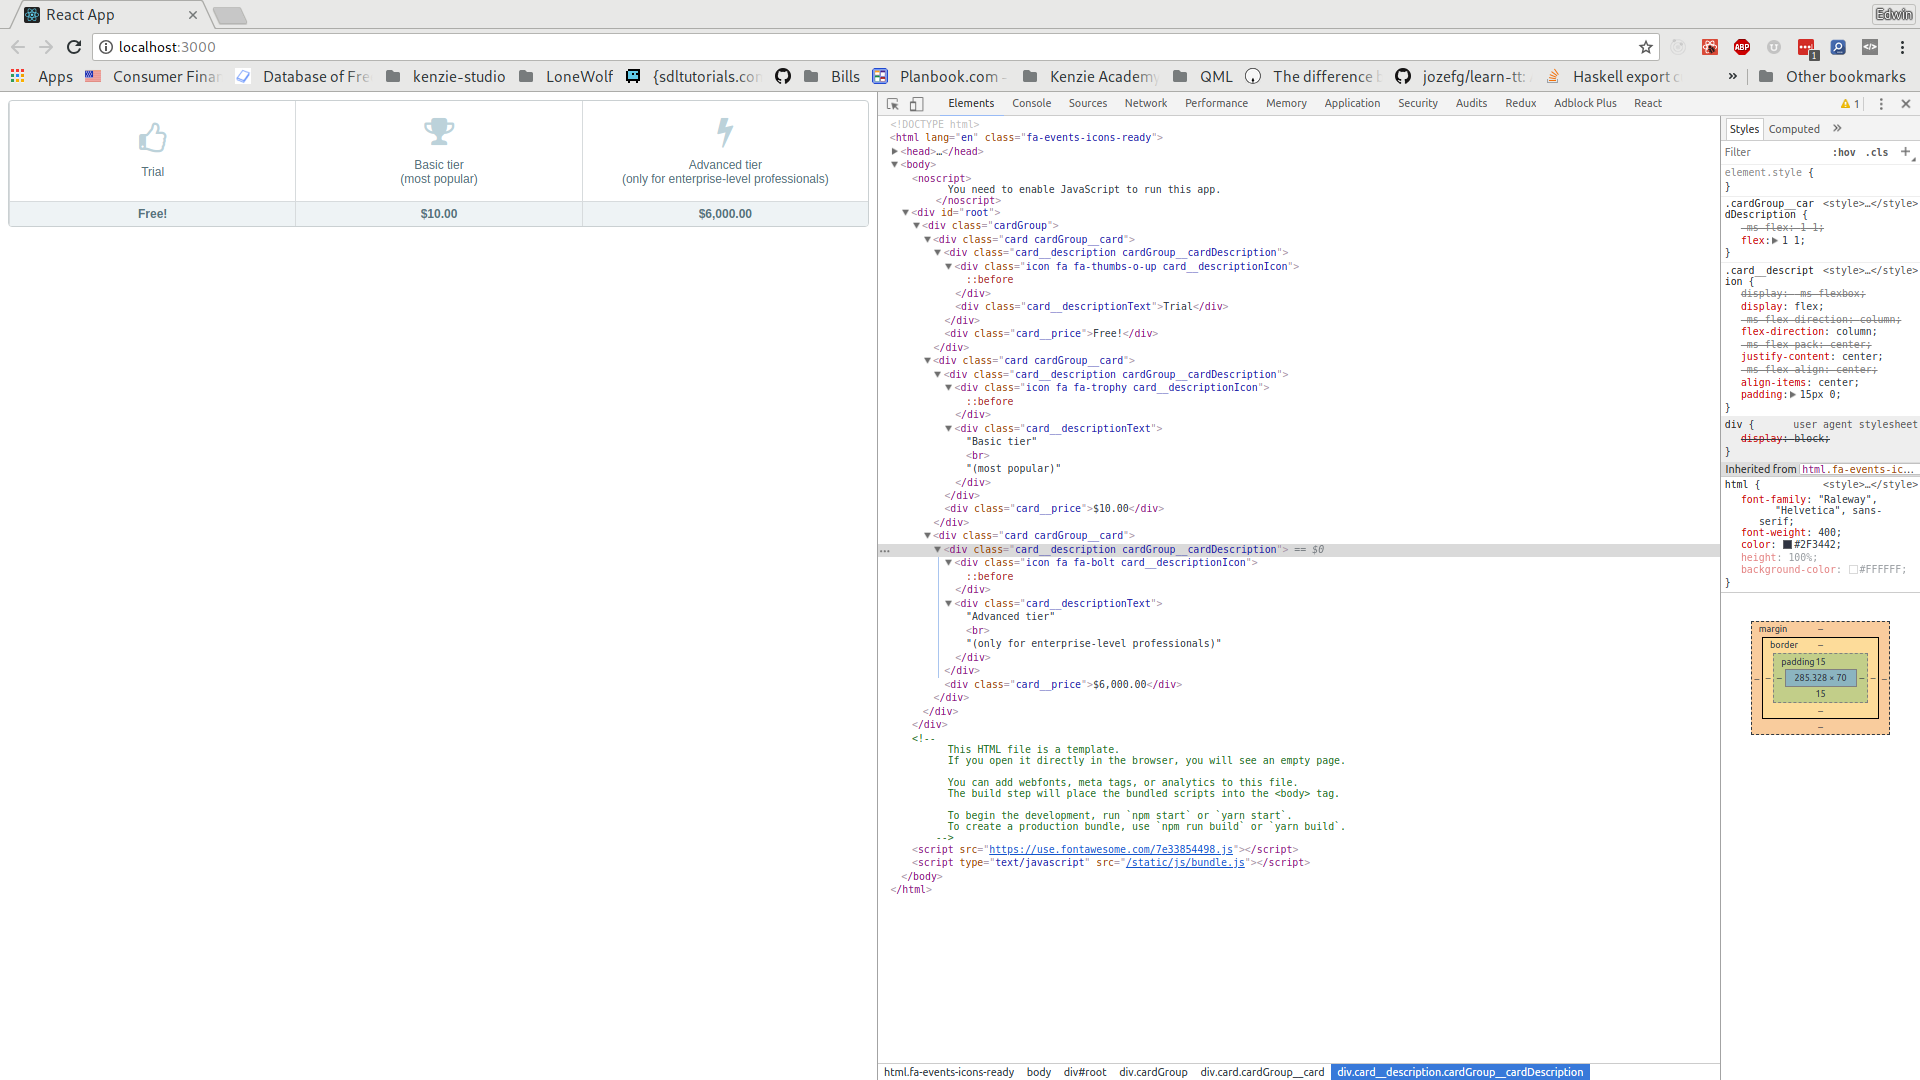 React App
Edwin
localhost:3000
1
Apps Consumer Finan Database of Fre kenzie-studio LoneWolf {sdltutorials.com Bills Planbook.com - Kenzie Academy QML The difference b jozefg/learn-tt: Haskell export c » Other bookmarks
Trial
Free!
Basic tier
(most popular)
$10.00
Advanced tier
(only for enterprise-level professionals)
$6,000.00
Elements Console Sources Network Performance Memory Application Security Audits Redux Adblock Plus React 1
<!DOCTYPE html>
<html lang="en" class="fa-events-icons-ready">
<head>…</head>
<body>
<noscript>
You need to enable JavaScript to run this app.
</noscript>
<div id="root">
<div class="cardGroup">
<div class="card cardGroup__card">
<div class="card__description cardGroup__cardDescription">
<div class="icon fa fa-thumbs-o-up card__descriptionIcon">
::before
</div>
<div class="card__descriptionText">Trial</div>
</div>
<div class="card__price">Free!</div>
</div>
<div class="card cardGroup__card">
<div class="card__description cardGroup__cardDescription">
<div class="icon fa fa-trophy card__descriptionIcon">
::before
</div>
<div class="card__descriptionText">
"Basic tier"
<br>
"(most popular)"
</div>
</div>
<div class="card__price">$10.00</div>
</div>
<div class="card cardGroup__card">
… <div class="card__description cardGroup__cardDescription"> == $0
<div class="icon fa fa-bolt card__descriptionIcon">
::before
</div>
<div class="card__descriptionText">
"Advanced tier"
<br>
"(only for enterprise-level professionals)"
</div>
</div>
<div class="card__price">$6,000.00</div>
</div>
</div>
</div>
<!--
This HTML file is a template.
If you open it directly in the browser, you will see an empty page.
You can add webfonts, meta tags, or analytics to this file.
The build step will place the bundled scripts into the <body> tag.
To begin the development, run `npm start` or `yarn start`.
To create a production bundle, use `npm run build` or `yarn build`.
-->
<script src="https://use.fontawesome.com/7e33854498.js"></script>
<script type="text/javascript" src="/static/js/bundle.js"></script>
</body>
</html>
html.fa-events-icons-ready body div#root div.cardGroup div.card.cardGroup__card div.card__description.cardGroup__cardDescription
Styles Computed »
Filter :hov .cls +
element.style {
}
.cardGroup__car <style>…</style>
dDescription {
-ms-flex: 1 1;
flex: 1 1;
}
.card__descript <style>…</style>
ion {
display: -ms-flexbox;
display: flex;
-ms-flex-direction: column;
flex-direction: column;
-ms-flex-pack: center;
justify-content: center;
-ms-flex-align: center;
align-items: center;
padding: 15px 0;
}
div { user agent stylesheet
display: block;
}
Inherited from html.fa-events-ic…
html { <style>…</style>
font-family: "Raleway",
"Helvetica", sans-
serif;
font-weight: 400;
color: #2F3442;
height: 100%;
background-color: #FFFFFF;
}
margin –
border –
padding 15
– – – 285.328 × 70 – – –
15
–
–